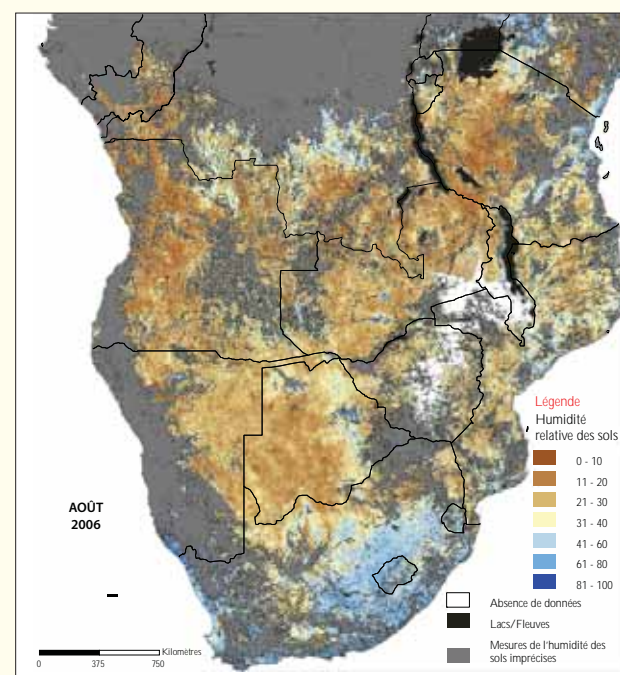 Légende
Humidité
relative des sols
0 - 10
11 - 20
21 - 30
31 - 40
41 - 60
61 - 80
81 - 100
Absence de données
Lacs/Fleuves
Mesures de l'humidité des
sols imprécises
AOÛT
2006
Kilomètres
0 375 750